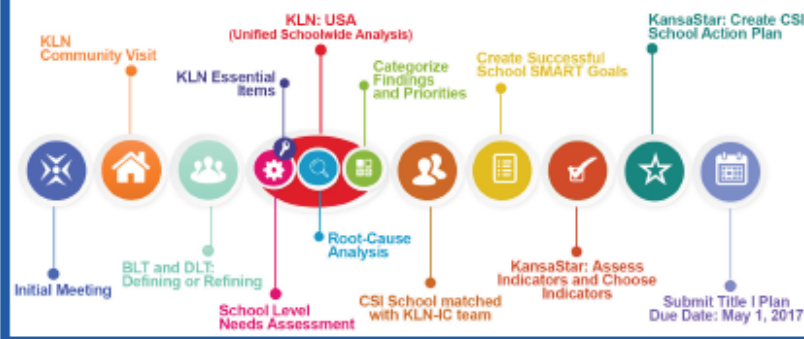 KLN
Community Visit
KLN Essential
Items
KLN: USA
(Unified Schoolwide Analysis)
Categorize
Findings
and Priorities
Create Successful
School SMART Goals
KansaStar: Create CSI
School Action Plan
Initial Meeting
BLT and DLT:
Defining or Refining
School Level
Needs Assessment
Root-Cause
Analysis
CSI School matched
with KLN-IC team
KansaStar: Assess
Indicators and Choose
Indicators
Submit Title I Plan
Due Date: May 1, 2017